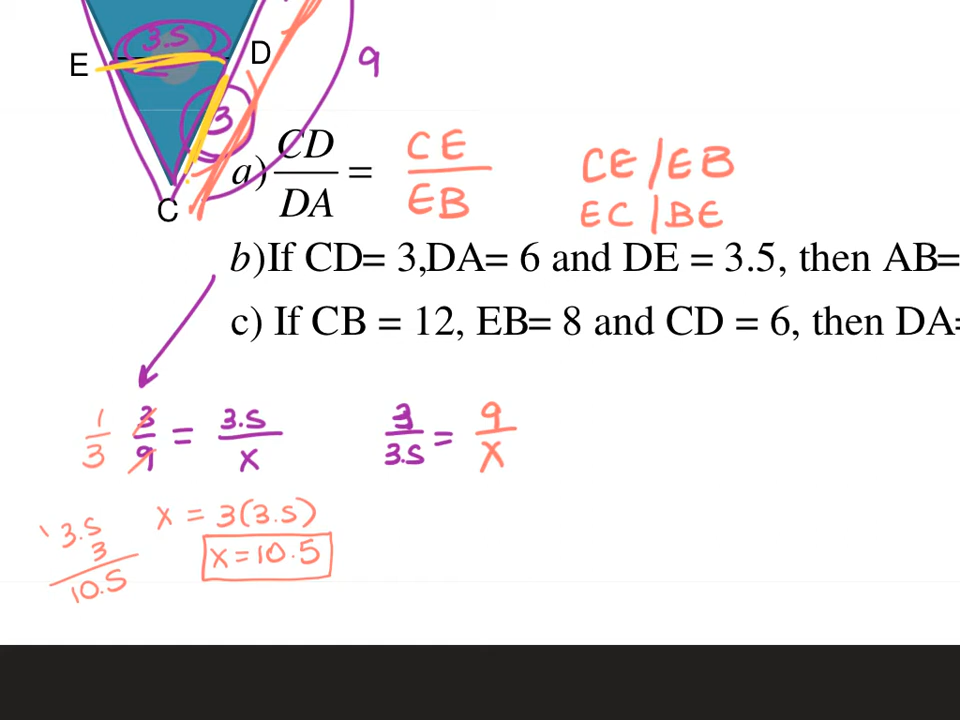 3.5
E
D
9
3
a) CD/DA = CE/EB
CE/EB
C
EC/BE
b)If CD= 3,DA= 6 and DE = 3.5, then AB=
c) If CB = 12, EB= 8 and CD = 6, then DA=
1/3 3/9 = 3.5/x
3/3.5 = 9/x
x = 3(3.5)
3.5
3
10.5
x=10.5